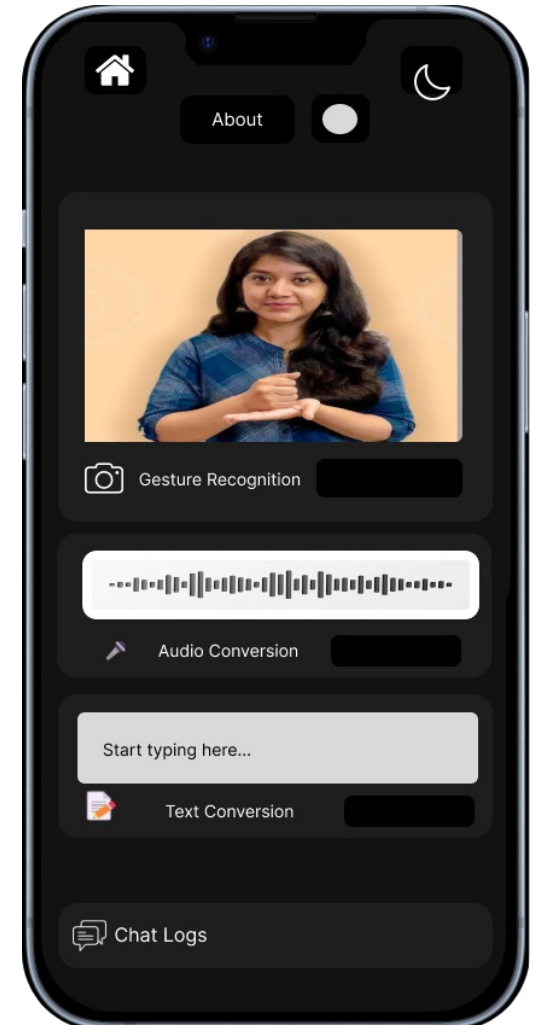 About
Gesture Recognition
Audio Conversion
Start typing here...
Text Conversion
Chat Logs